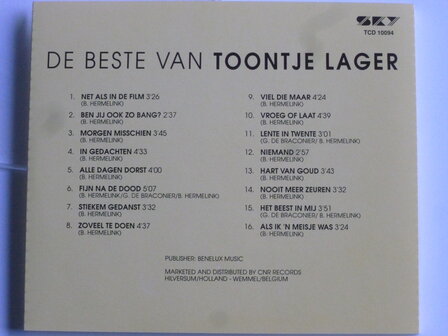 SKY
TCD 10094
DE BESTE VAN TOONTJE LAGER
1. NET ALS IN DE FILM 3'26
(B. HERMELINK)
2. BEN JIJ OOK ZO BANG? 2'37
(B. HERMELINK)
3. MORGEN MISSCHIEN 3'45
(B. HERMELINK)
4. IN GEDACHTEN 4'33
(B. HERMELINK)
5. ALLE DAGEN DORST 4'00
(B. HERMELINK)
6. FIJN NA DE DOOD 5'07
(B. HERMELINK/G. DE BRACONIER/B. HERMELINK)
7. STIEKEM GEDANST 3'32
(B. HERMELINK)
8. ZOVEEL TE DOEN 4'37
(B. HERMELINK)
9. VIEL DIE MAAR 4'24
(B. HERMELINK)
10. VROEG OF LAAT 4'39
(B. HERMELINK)
11. LENTE IN TWENTE 3'01
(G. DE BRACONIER/B. HERMELINK)
12. NIEMAND 2'57
(B. HERMELINK)
13. HART VAN GOUD 3'43
(B. HERMELINK)
14. NOOIT MEER ZEUREN 3'32
(B. HERMELINK)
15. HET BEEST IN MIJ 3'51
(G. DE BRACONIER/ B. HERMELINK)
16. ALS IK 'N MEISJE WAS 3'24
(B. HERMELINK)
PUBLISHER: BENELUX MUSIC
MARKETED AND DISTRIBUTED BY CNR RECORDS
HILVERSUM/HOLLAND - WEMMEL/BELGIUM